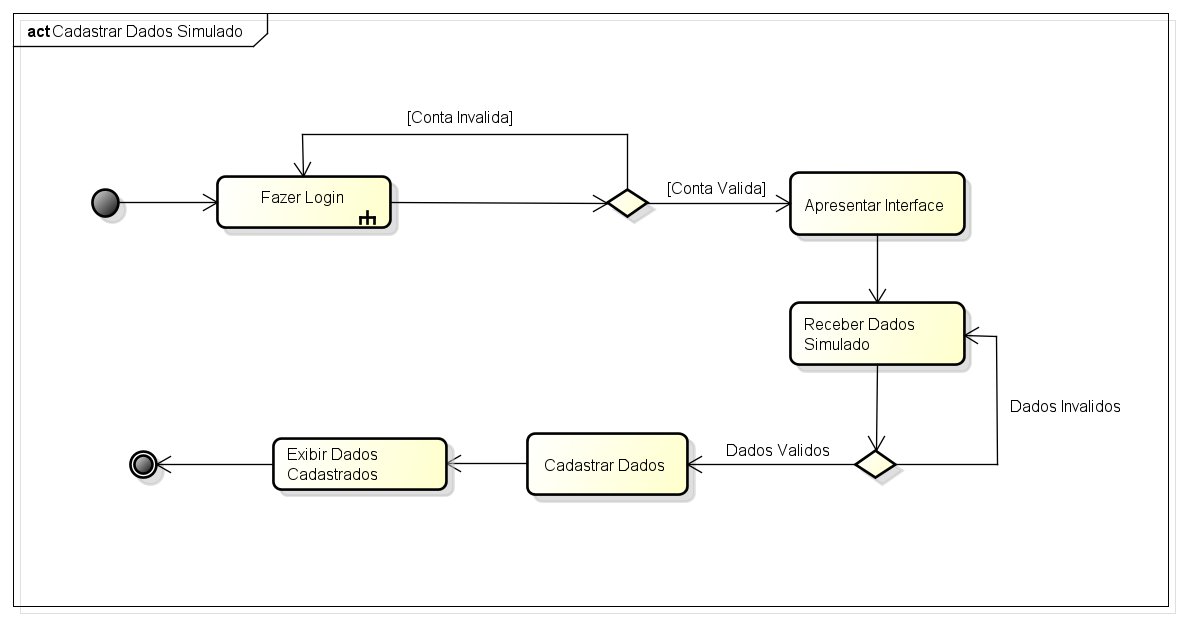 act Cadastrar Dados Simulado
[Conta Invalida]
Fazer Login
[Conta Valida]
Apresentar Interface
Receber Dados
Simulado
Dados Invalidos
Dados Validos
Cadastrar Dados
Exibir Dados
Cadastrados